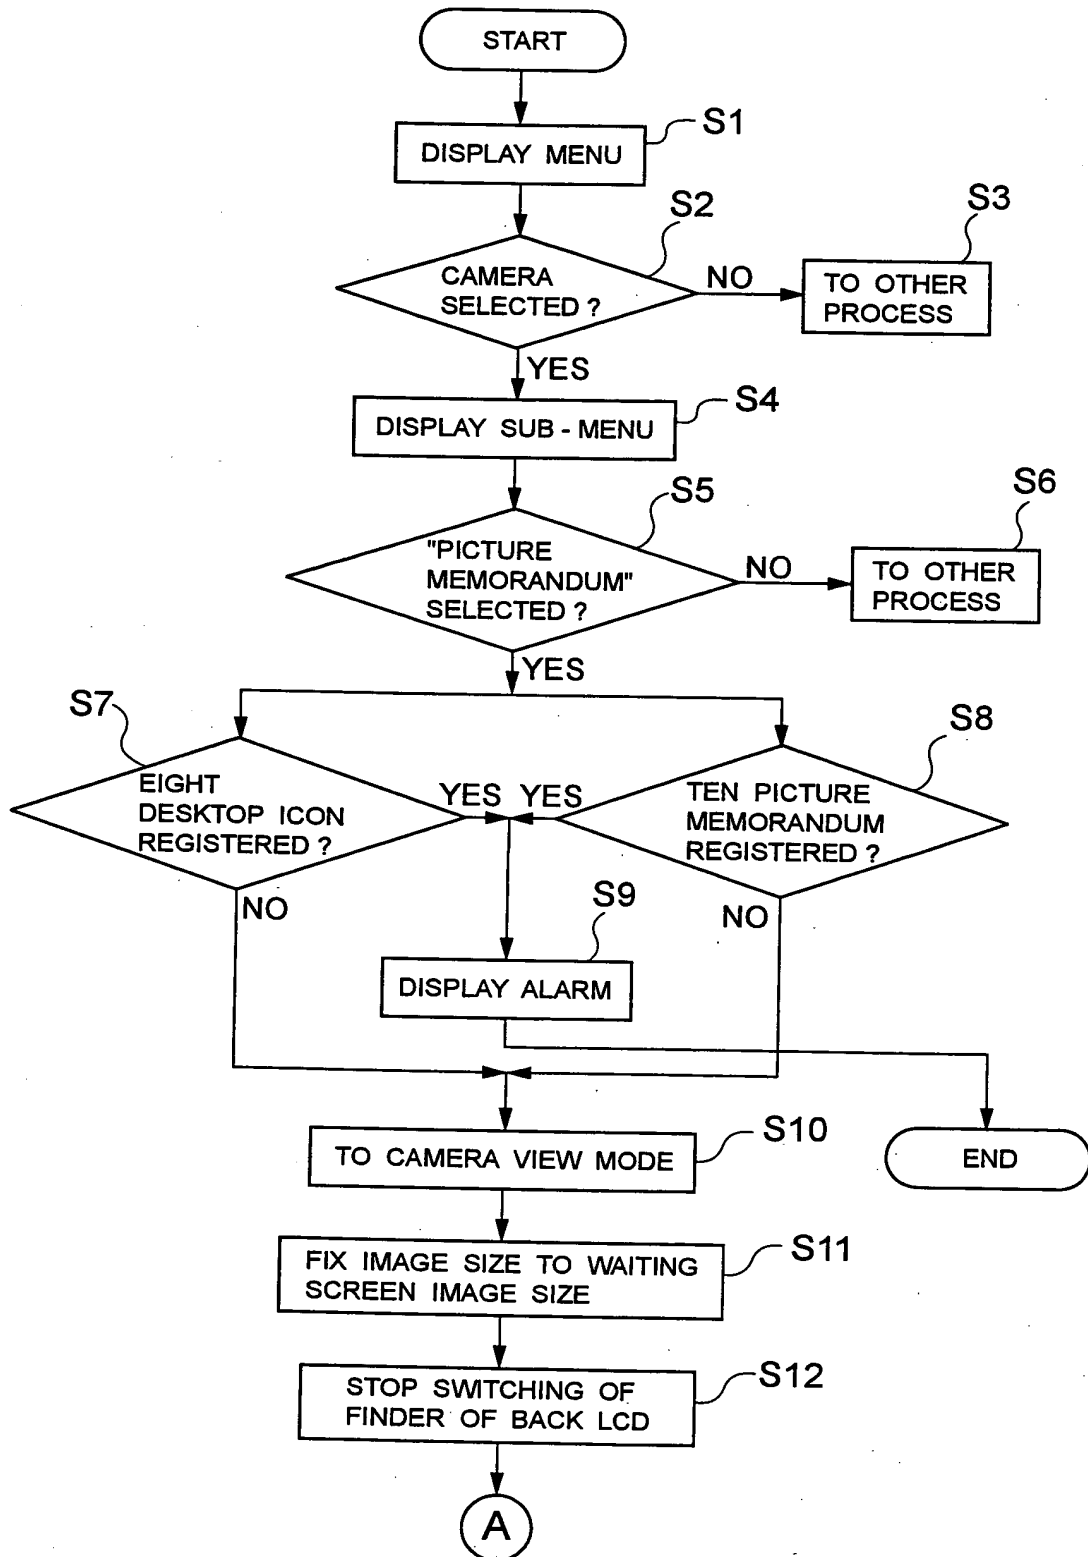 START
S1
DISPLAY MENU
S2
S3
CAMERA
SELECTED ?
NO
TO OTHER
PROCESS
YES
S4
DISPLAY SUB - MENU
S5
S6
"PICTURE
MEMORANDUM"
SELECTED ?
NO
TO OTHER
PROCESS
YES
S7
S8
EIGHT
DESKTOP ICON
REGISTERED ?
YES YES
TEN PICTURE
MEMORANDUM
REGISTERED ?
NO
S9
NO
DISPLAY ALARM
S10
TO CAMERA VIEW MODE
END
S11
FIX IMAGE SIZE TO WAITING
SCREEN IMAGE SIZE
S12
STOP SWITCHING OF
FINDER OF BACK LCD
A